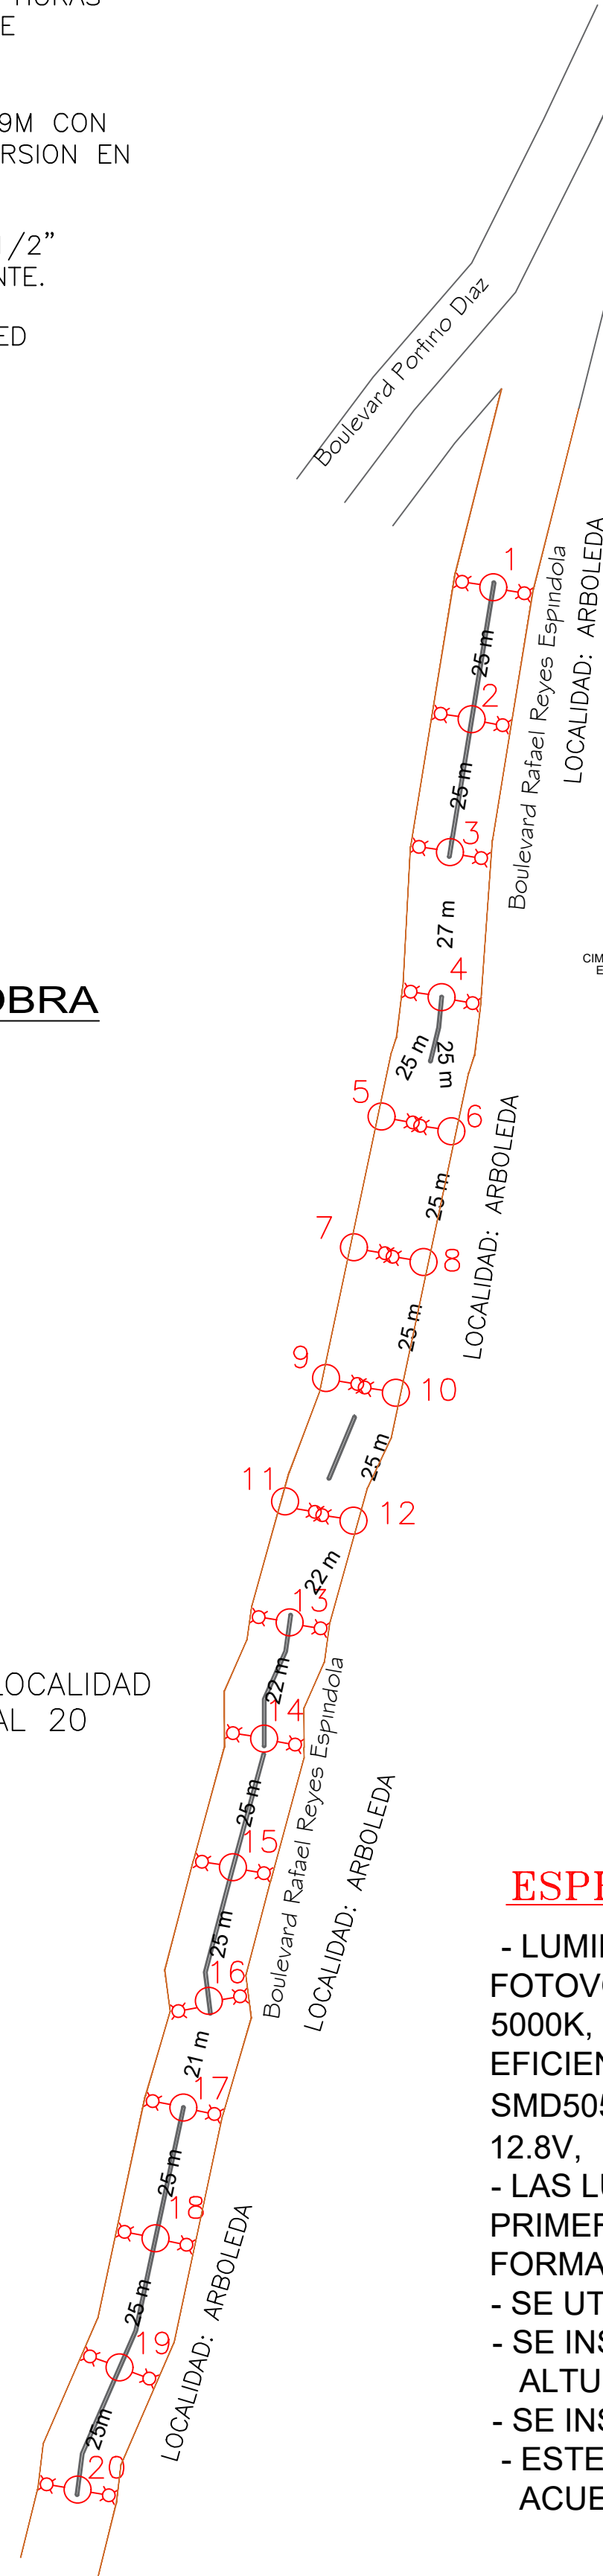 HORAS
E
9M CON
RSION EN
1/2”
NTE.
ED
Boulevard Porfirio Diaz
1
25 m
2
25 m
3
Boulevard Rafael Reyes Espindola
LOCALIDAD: ARBOLEDA
27 m
CIM
E
OBRA
4
25 m
25 m
5
6
25 m
LOCALIDAD: ARBOLEDA
7
8
25 m
9
10
25 m
11
12
22 m
13
22 m
14
LOCALIDAD
AL 20
Boulevard Rafael Reyes Espindola
LOCALIDAD: ARBOLEDA
25 m
15
25 m
16
21 m
17
25 m
18
25 m
19
LOCALIDAD: ARBOLEDA
25m
20
ESPE
- LUMI
FOTOVO
5000K,
EFICIEN
SMD505
12.8V,
- LAS LU
PRIMER
FORMA
- SE UT
- SE INS
ALTU
- SE INS
- ESTE
ACUE